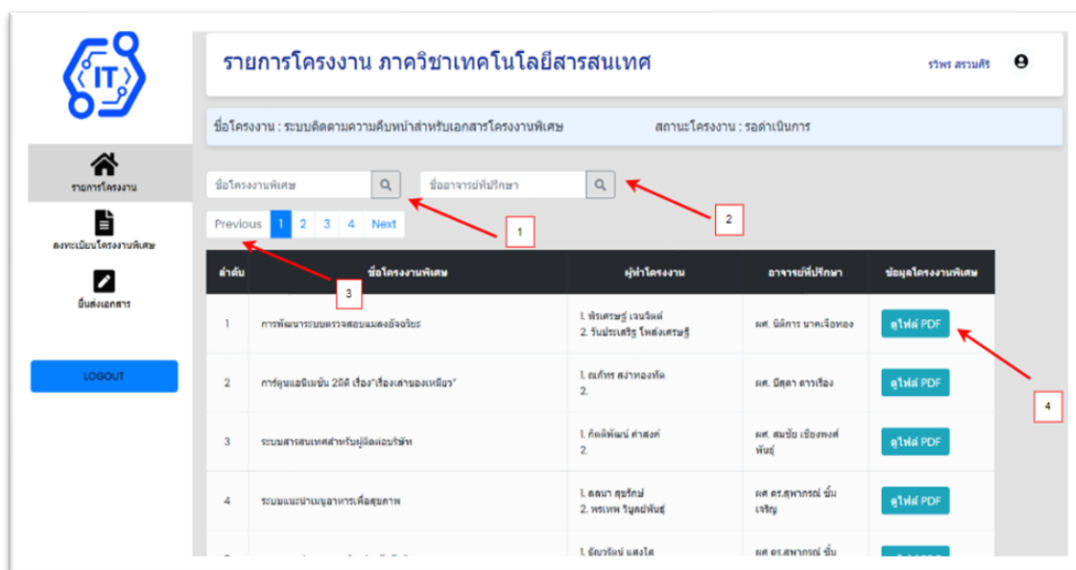 IT
รายการโครงงาน ภาควิชาเทคโนโลยีสารสนเทศ
รวิพร สรวมศิริ
ชื่อโครงงาน : ระบบติดตามความคืบหน้าสำหรับเอกสารโครงงานพิเศษ
สถานะโครงงาน : รอดำเนินการ
รายการโครงงาน
ลงทะเบียนโครงงานพิเศษ
ยื่นส่งเอกสาร
LOGOUT
ชื่อโครงงานพิเศษ
ชื่ออาจารย์ที่ปรึกษา
1
2
Previous 1 2 3 4 Next
3
ลำดับ ชื่อโครงงานพิเศษ ผู้ทำโครงงาน อาจารย์ที่ปรึกษา ข้อมูลโครงงานพิเศษ
1 การพัฒนาระบบตรวจสอบแมลงอัจฉริยะ
1. พิรเศรษฐ์ เจนจิตต์
2. วันประเสริฐ โพล้งเศรษฐี
ผศ. นิติการ นาคเจือทอง
ดูไฟล์ PDF
4
2 การ์ตูนแอนิเมชั่น 2มิติ เรื่อง"เรื่องเล่าของเหมียว"
1. ณภัทร สง่าทองทัด
2.
ผศ. มีสุดา ดาวเรือง
ดูไฟล์ PDF
3 ระบบสารสนเทศสำหรับผู้ติดต่อบริษัท
1. กิตติพัฒน์ คำสงค์
2.
ผศ. สมชัย เชียงพงศ์
พันธุ์
ดูไฟล์ PDF
4 ระบบแนะนำเมนูอาหารเพื่อสุขภาพ
1. ลลนา สุขรักษ์
2. พรเทพ วิบูลย์พันธุ์
ผศ ดร.สุพาภรณ์ ซิ้ม
เจริญ
ดูไฟล์ PDF
1. ธัญวรัตน์ แสงใส
ผศ ดร.สุพาภรณ์ ซิ้ม